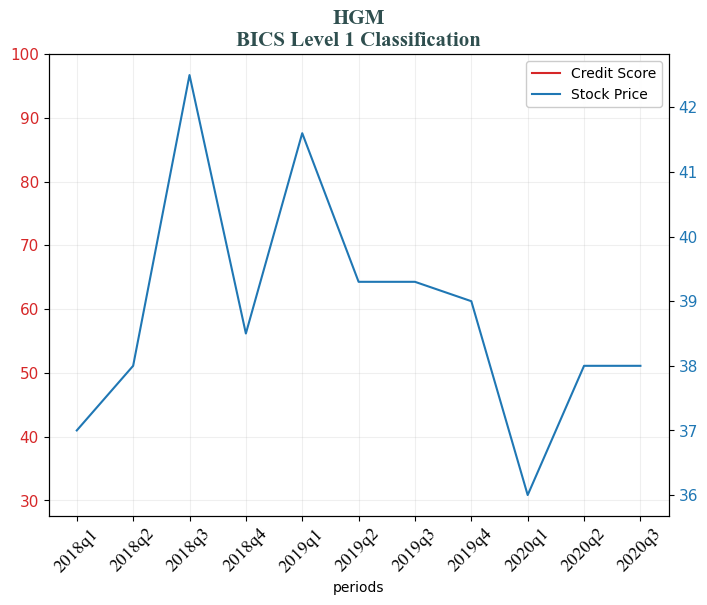 HGM
BICS Level 1 Classification
Credit Score
Stock Price
100
90
80
70
60
50
40
30
42
41
40
39
38
37
36
2018q1
2018q2
2018q3
2018q4
2019q1
2019q2
2019q3
2019q4
2020q1
2020q2
2020q3
periods